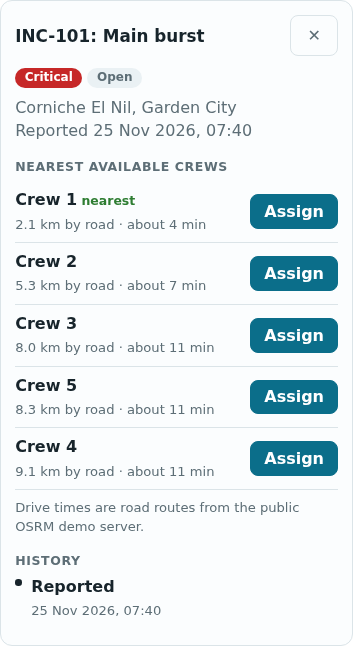 INC-101: Main burst ×
Critical Open
Corniche El Nil, Garden City
Reported 25 Nov 2026, 07:40
NEAREST AVAILABLE CREWS
Crew 1 nearest
2.1 km by road · about 4 min
Assign
Crew 2
5.3 km by road · about 7 min
Assign
Crew 3
8.0 km by road · about 11 min
Assign
Crew 5
8.3 km by road · about 11 min
Assign
Crew 4
9.1 km by road · about 11 min
Assign
Drive times are road routes from the public
OSRM demo server.
HISTORY
Reported
25 Nov 2026, 07:40